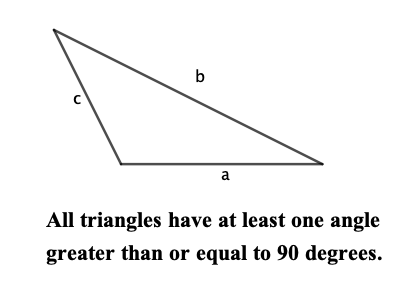 b
c
a
All triangles have at least one angle
greater than or equal to 90 degrees.